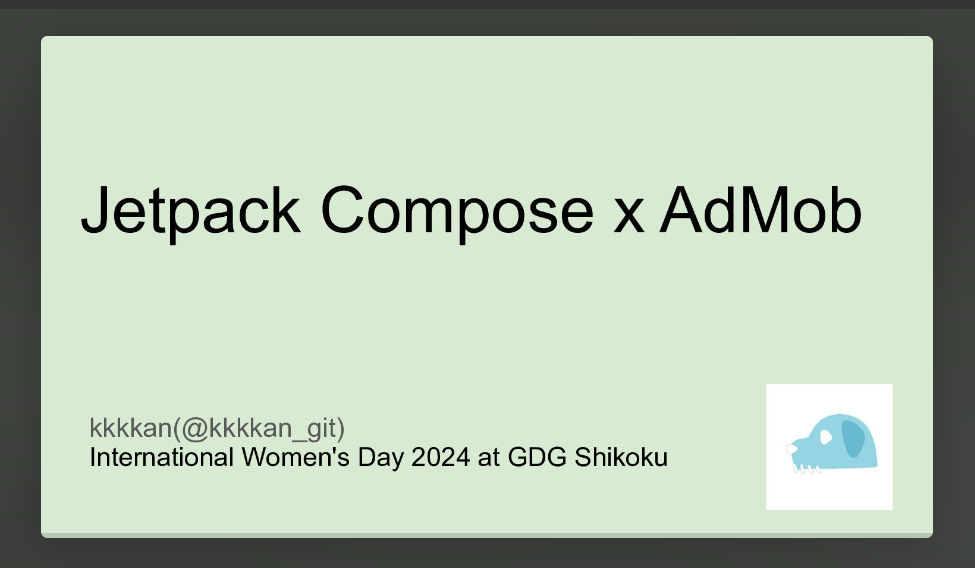 Jetpack Compose x AdMob
kkkkan(@kkkkan_git)
International Women's Day 2024 at GDG Shikoku